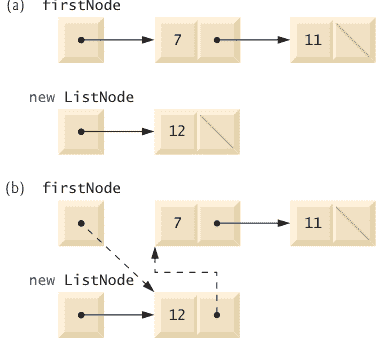 (a) firstNode
7 11
new ListNode
12
(b) firstNode
7 11
new ListNode
12